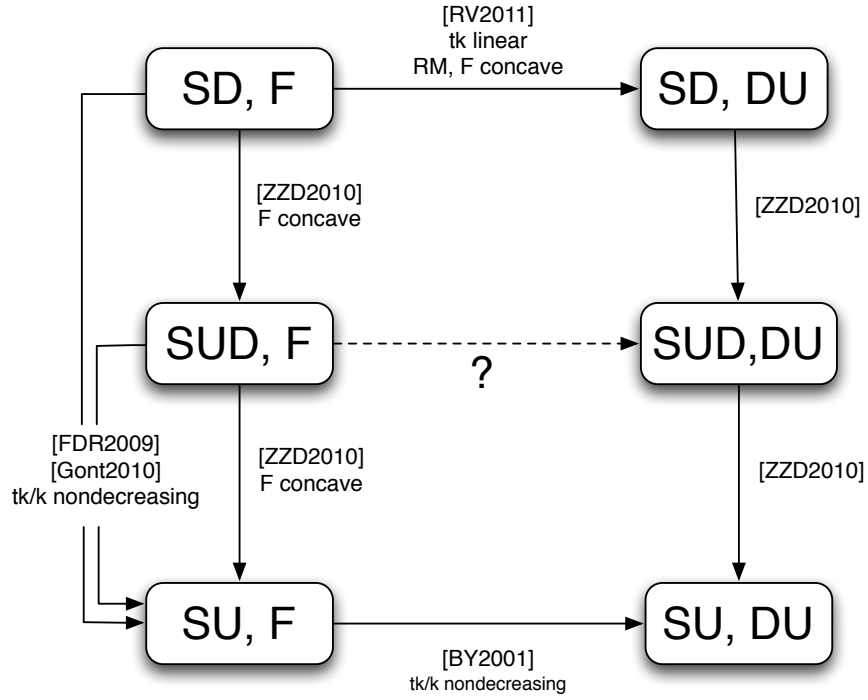 [RV2011]
tk linear
RM, F concave
SD, F
SD, DU
[ZZD2010]
F concave
[ZZD2010]
SUD, F
SUD,DU
?
[FDR2009]
[Gont2010]
tk/k nondecreasing
[ZZD2010]
F concave
[ZZD2010]
SU, F
SU, DU
[BY2001]
tk/k nondecreasing